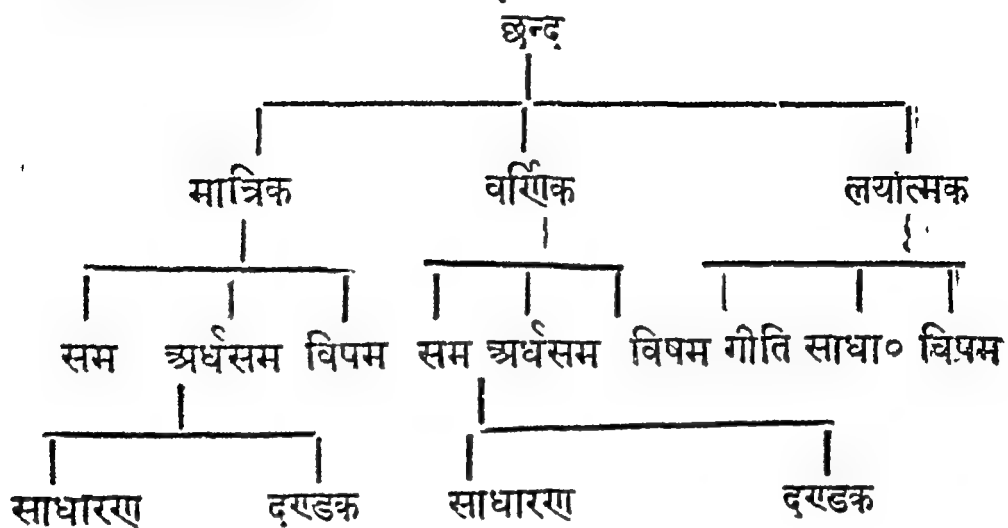 छन्द
मात्रिक वर्णिक लयात्मक
सम अर्धसम विषम सम अर्धसम विषम गीति साधा० विषम
साधारण दण्डक साधारण दण्डक